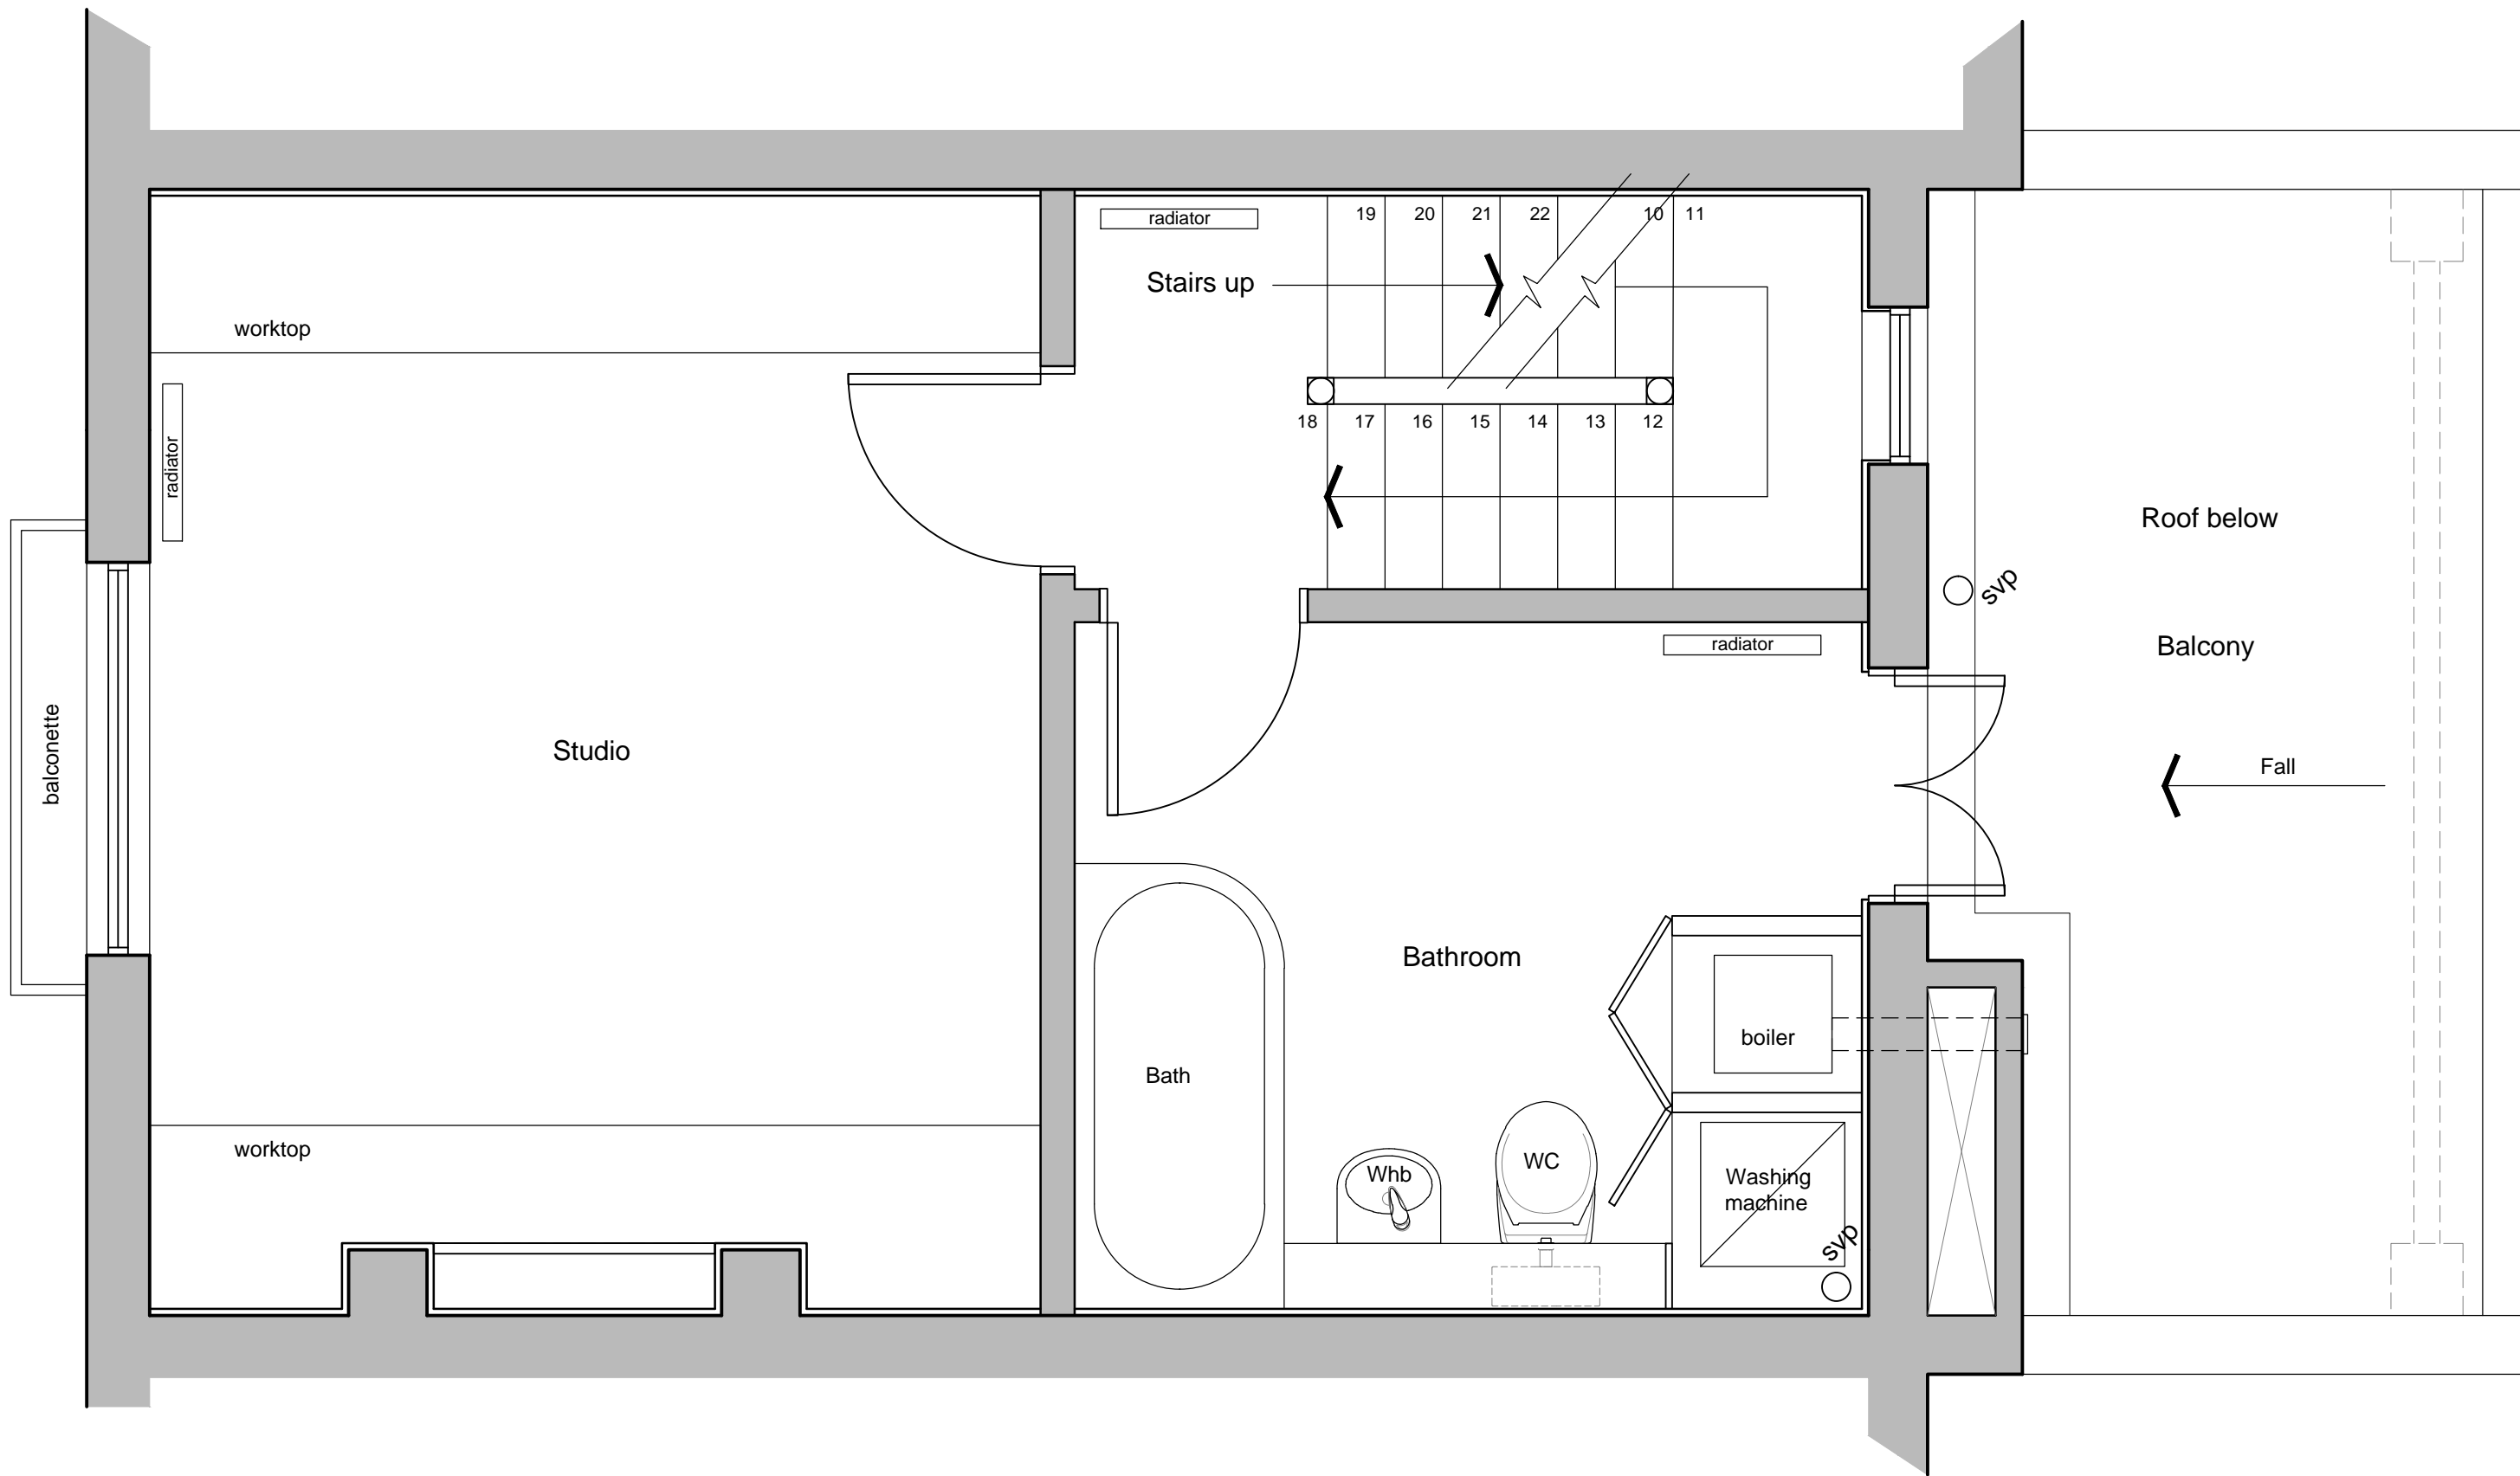 radiator
19 20 21 22 10 11
Stairs up
worktop
18 17 16 15 14 13 12
radiator
Roof below
svp
radiator
Balcony
balconette
Studio
Fall
Bathroom
boiler
Bath
worktop
Whb
WC
Washing
machine
svp